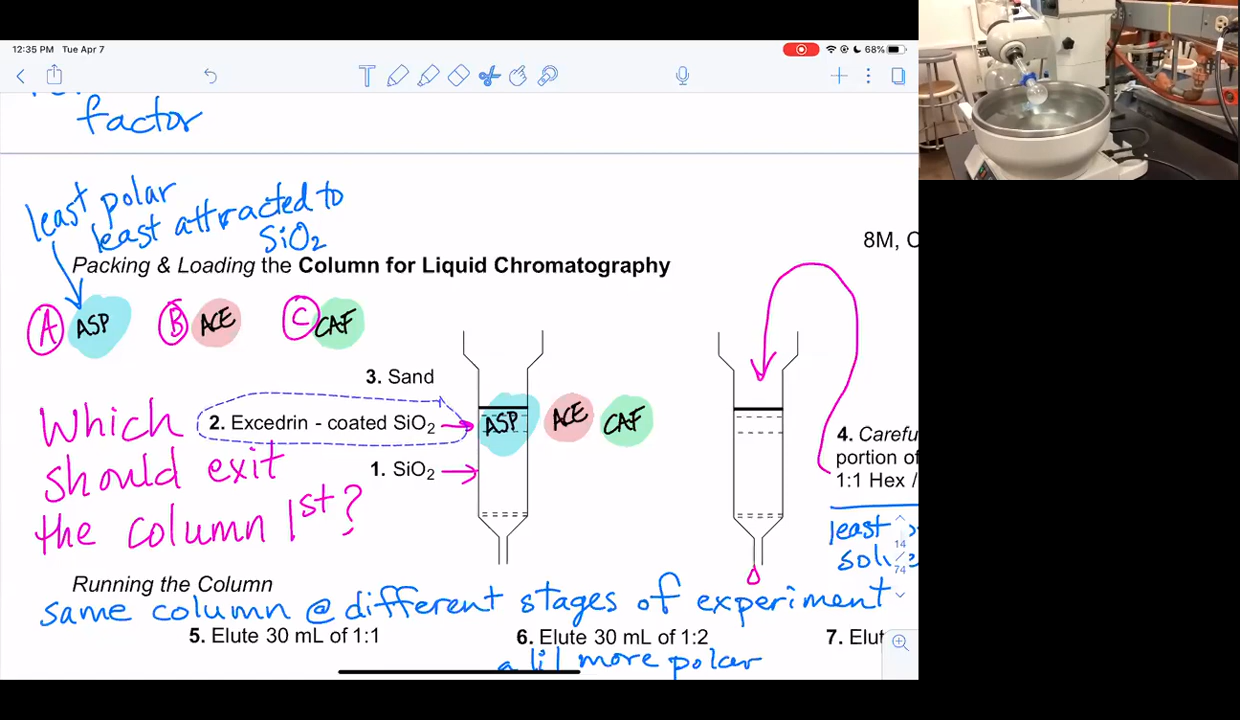 12:35 PM Tue Apr 7
68%
T
factor
least polar
least attracted to
SiO2
8M, C
Packing & Loading the Column for Liquid Chromatography
A ASP B ACE C CAF
3. Sand
2. Excedrin - coated SiO2
ASP ACE CAF
1. SiO2
Which
should exit
the column 1st?
4. Carefu
portion of
1:1 Hex /
least
solv
14
74
Running the Column
same column @ different stages of experiment
5. Elute 30 mL of 1:1
6. Elute 30 mL of 1:2
7. Elut
a lil more polar